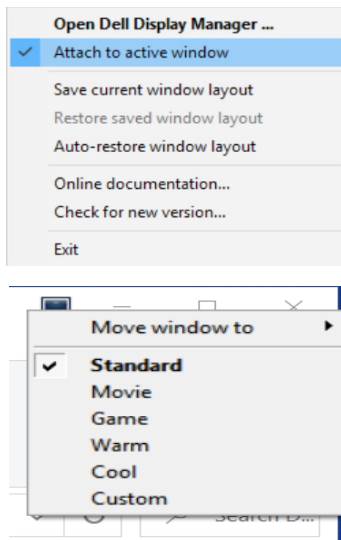 Open Dell Display Manager ...
Attach to active window
Save current window layout
Restore saved window layout
Auto-restore window layout
Online documentation...
Check for new version...
Exit
Move window to
Standard
Movie
Game
Warm
Cool
Custom
Search D...